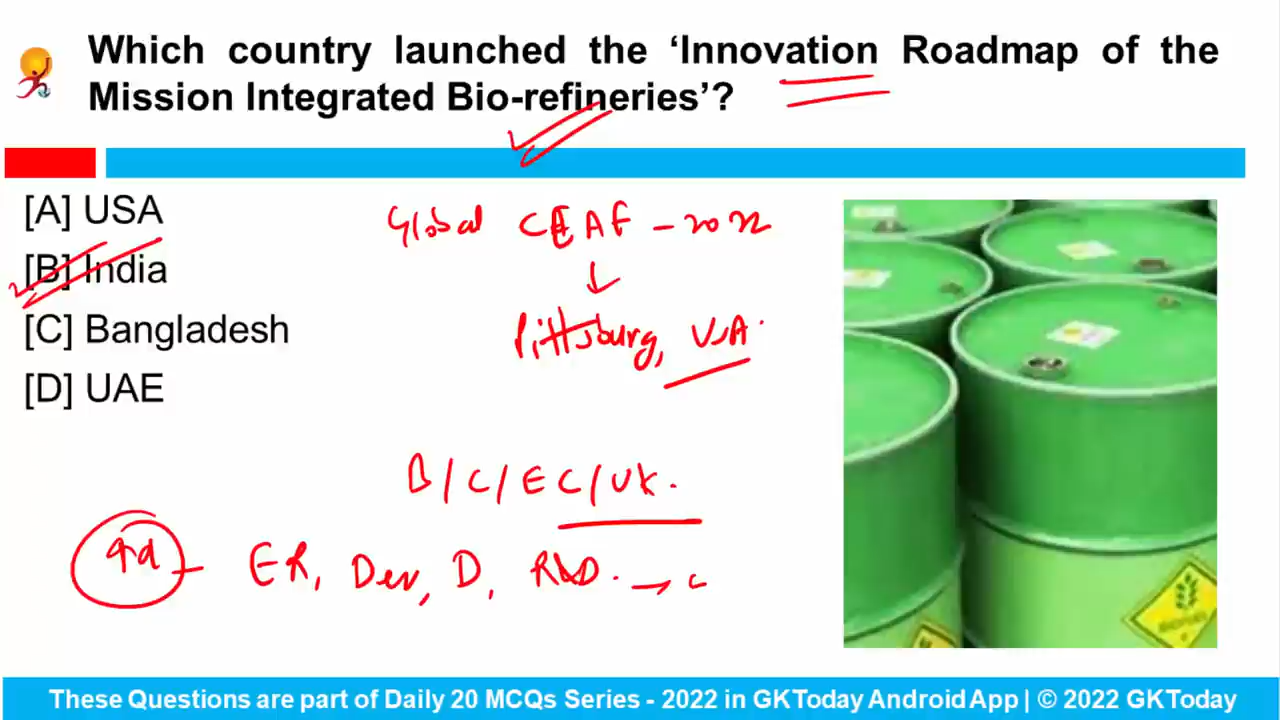 Which country launched the ‘Innovation Roadmap of the
Mission Integrated Bio-refineries’?
[A] USA
[B] India
[C] Bangladesh
[D] UAE
Global CEAF - 2022
Pittsburg, USA.
B/C/EC/UK.
ER, Dev, D, R&D.
These Questions are part of Daily 20 MCQs Series - 2022 in GKToday Android App | © 2022 GKToday